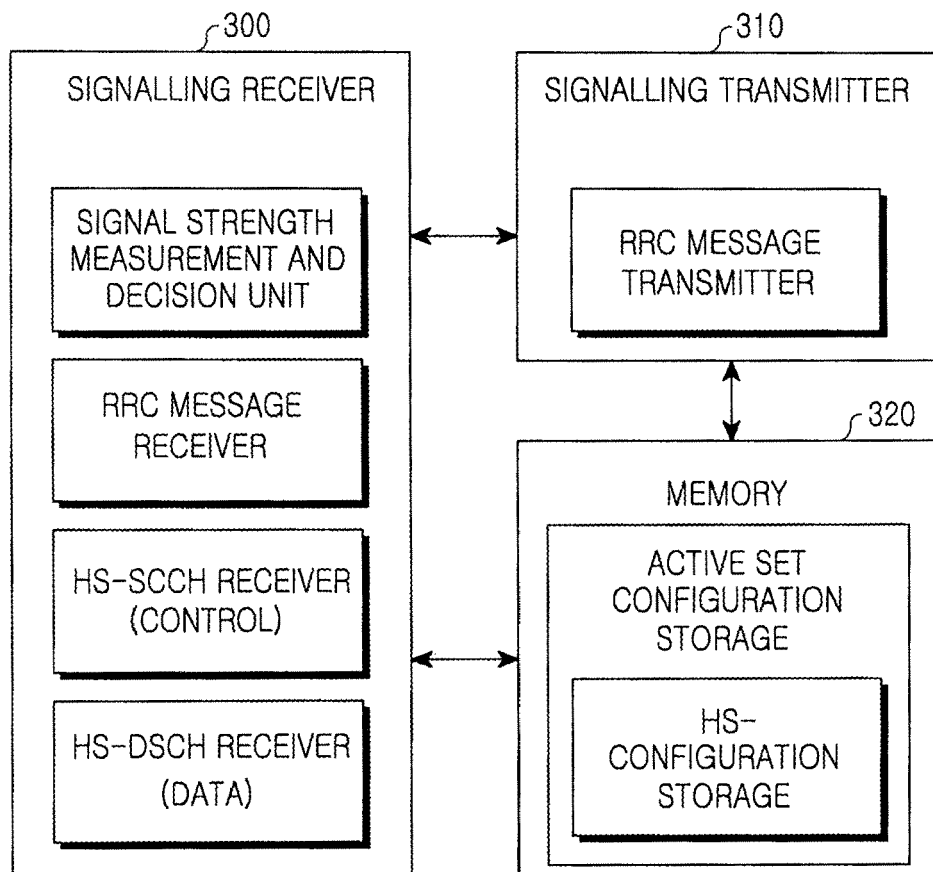 300
SIGNALLING RECEIVER
SIGNAL STRENGTH
MEASUREMENT AND
DECISION UNIT
RRC MESSAGE
RECEIVER
HS-SCCH RECEIVER
(CONTROL)
HS-DSCH RECEIVER
(DATA)
310
SIGNALLING TRANSMITTER
RRC MESSAGE
TRANSMITTER
320
MEMORY
ACTIVE SET
CONFIGURATION
STORAGE
HS-
CONFIGURATION
STORAGE